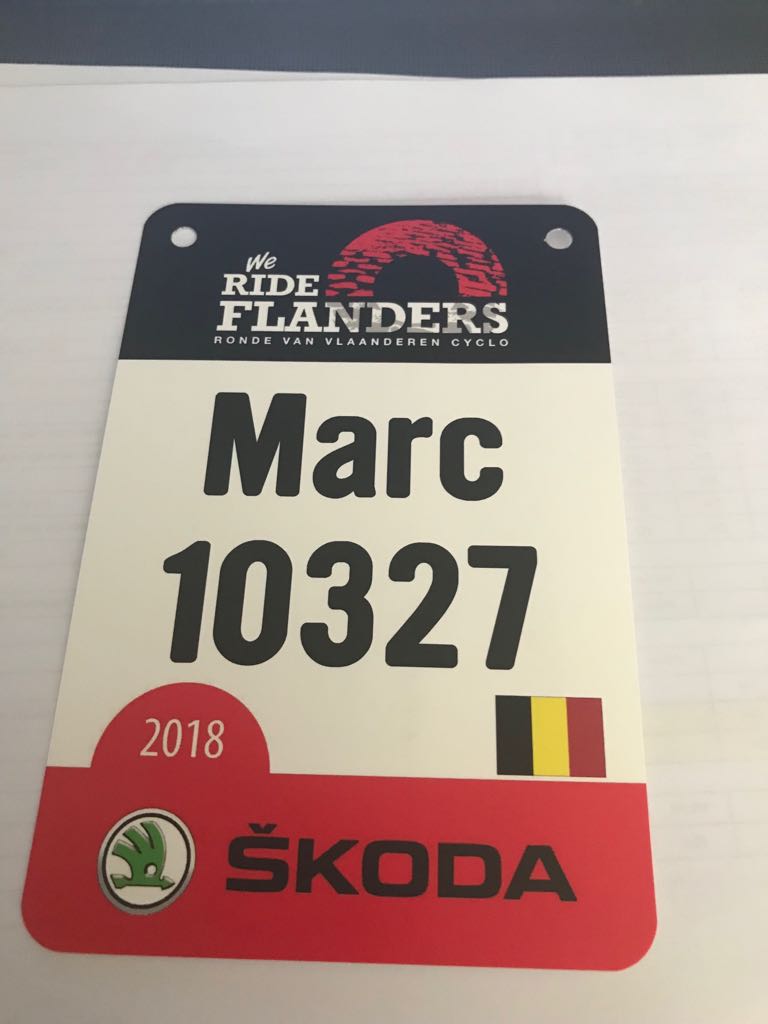 We
RIDE
FLANDERS
RONDE VAN VLAANDEREN CYCLO
Marc
10327
2018
ŠKODA